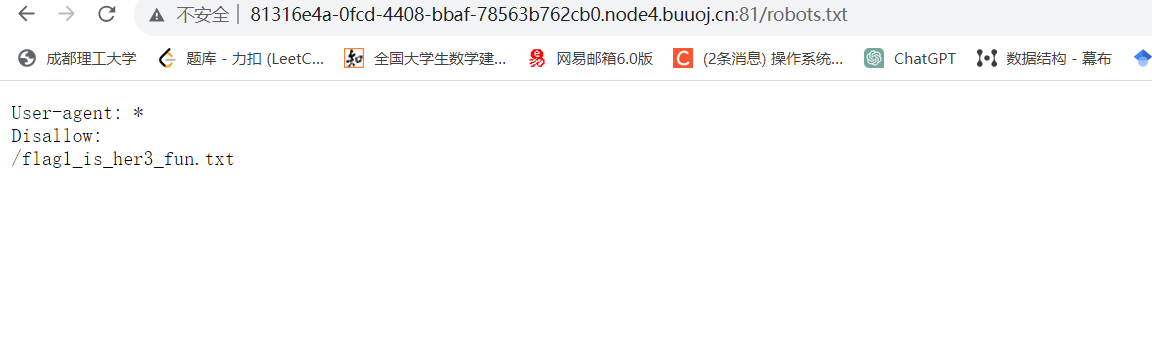 不安全 | 81316e4a-0fcd-4408-bbaf-78563b762cb0.node4.buuoj.cn:81/robots.txt
成都理工大学 题库 - 力扣 (LeetC... 知 全国大学生数学建... 易 网易邮箱6.0版 C (2条消息) 操作系统... ChatGPT 数据结构 - 幕布
User-agent: *
Disallow:
/flag1_is_her3_fun.txt